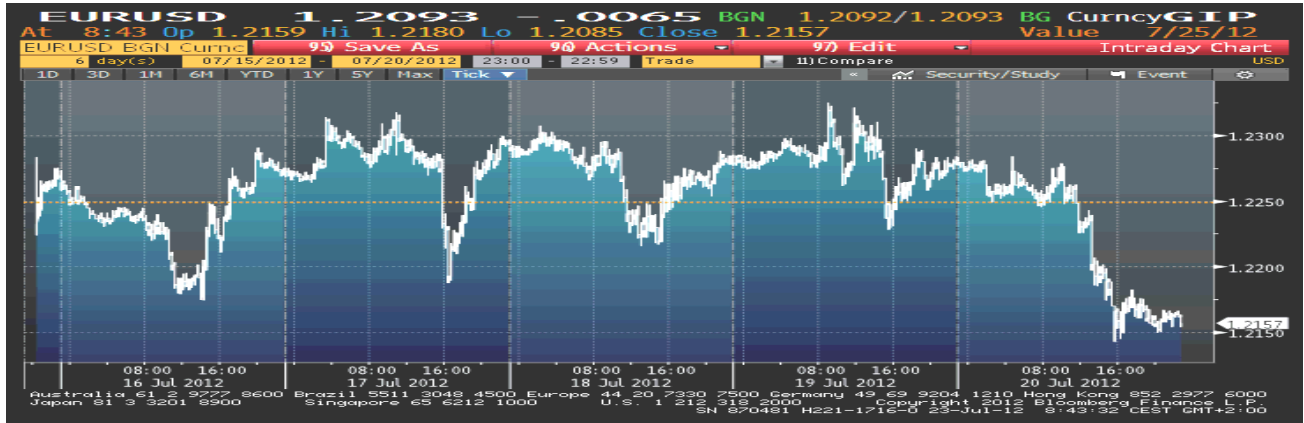 EURUSD 1.2093 -.0065 BGN 1.2092/1.2093 BG CurncyGIP
At 8:43 Op 1.2159 Hi 1.2180 Lo 1.2085 Close 1.2157 Value 7/25/12
EURUSD BGN Curnc 95) Save As 96) Actions 97) Edit Intraday Chart
6 day(s) 07/15/2012 - 07/20/2012 23:00 - 22:59 Trade 11) Compare USD
1D 3D 1M 6M YTD 1Y 5Y Max Tick ▼ « Security/Study Event
1.2300
1.2250
1.2200
1.2157
1.2150
08:00 16:00 08:00 16:00 08:00 16:00 08:00 16:00 08:00 16:00
16 Jul 2012 17 Jul 2012 18 Jul 2012 19 Jul 2012 20 Jul 2012
Australia 61 2 9777 8600 Brazil 5511 3048 4500 Europe 44 20 7330 7500 Germany 49 69 9204 1210 Hong Kong 852 2977 6000
Japan 81 3 3201 8900 Singapore 65 6212 1000 U.S. 1 212 318 2000 Copyright 2012 Bloomberg Finance L.P.
SN 870481 H221-1716-0 23-Jul-12 8:43:32 CEST GMT+2:00